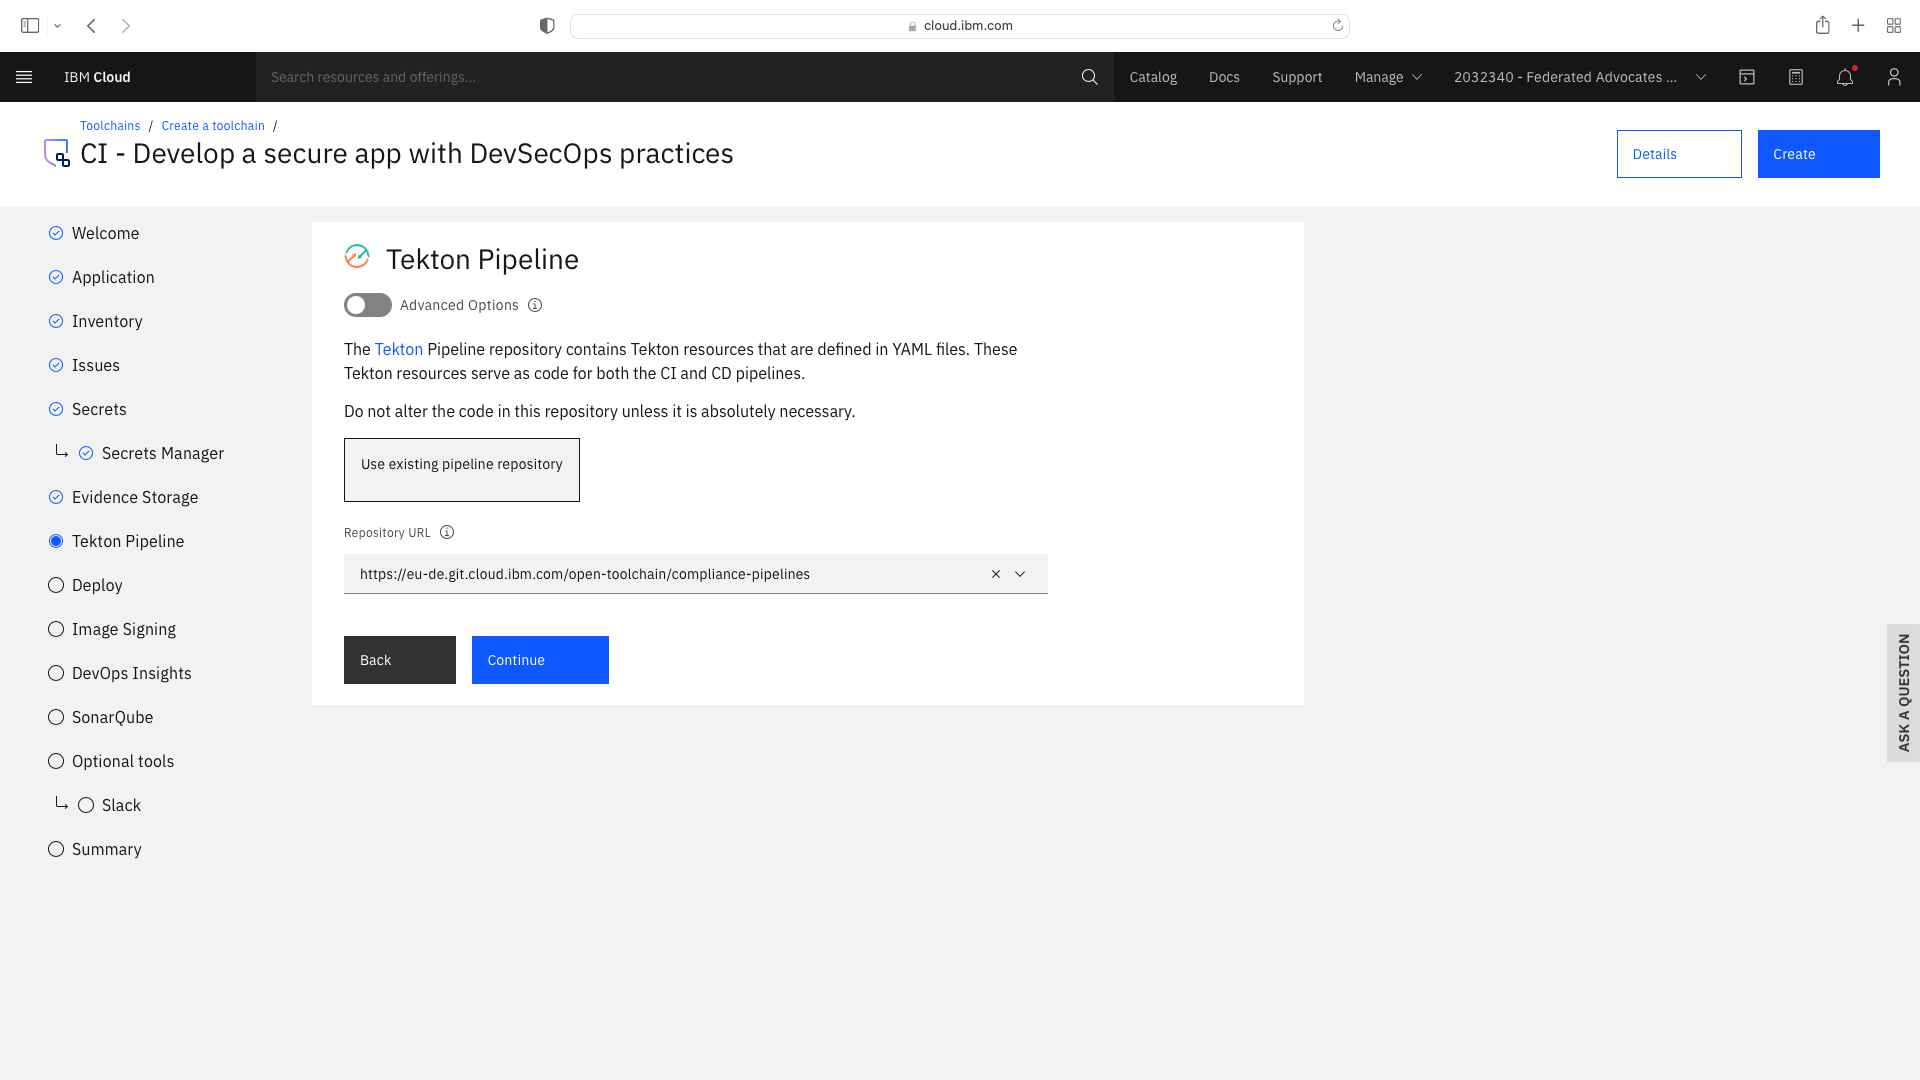 cloud.ibm.com
IBM Cloud
Search resources and offerings...
Catalog
Docs
Support
Manage
2032340 - Federated Advocates ...
Toolchains / Create a toolchain /
CI - Develop a secure app with DevSecOps practices
Details
Create
Welcome
Application
Inventory
Issues
Secrets
Secrets Manager
Evidence Storage
Tekton Pipeline
Deploy
Image Signing
DevOps Insights
SonarQube
Optional tools
Slack
Summary
Tekton Pipeline
Advanced Options
The Tekton Pipeline repository contains Tekton resources that are defined in YAML files. These
Tekton resources serve as code for both the CI and CD pipelines.
Do not alter the code in this repository unless it is absolutely necessary.
Use existing pipeline repository
Repository URL
https://eu-de.git.cloud.ibm.com/open-toolchain/compliance-pipelines
Back
Continue
ASK A QUESTION